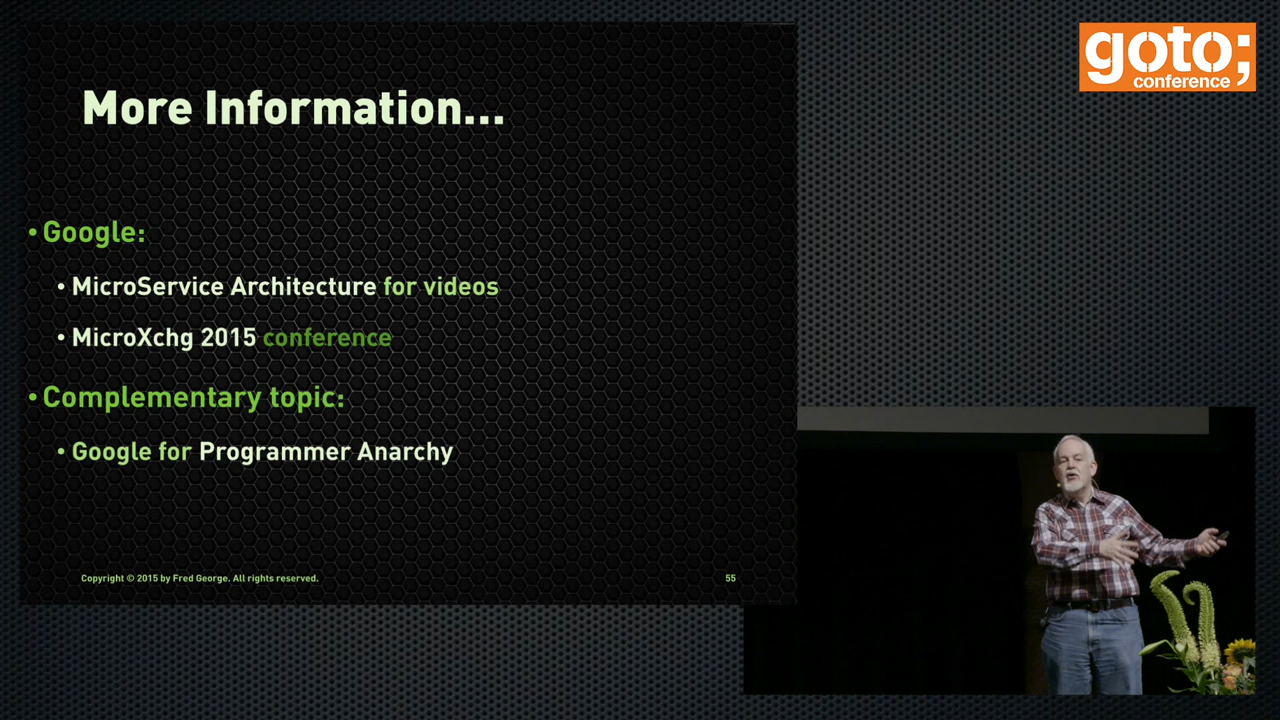 goto;
conference
More Information...
• Google:
• MicroService Architecture for videos
• MicroXchg 2015 conference
• Complementary topic:
• Google for Programmer Anarchy
Copyright © 2015 by Fred George. All rights reserved.
55